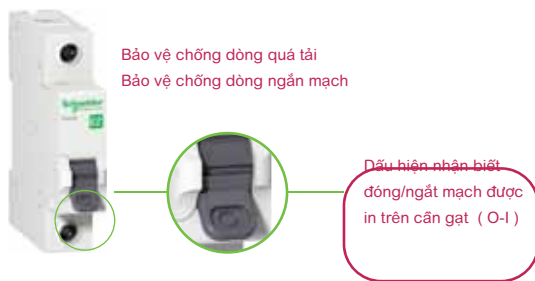 Bảo vệ chống dòng quá tải
Bảo vệ chống dòng ngắn mạch
Schneider
Dấu hiện nhận biết
đóng/ngắt mạch được
in trên cần gạt ( O-I )